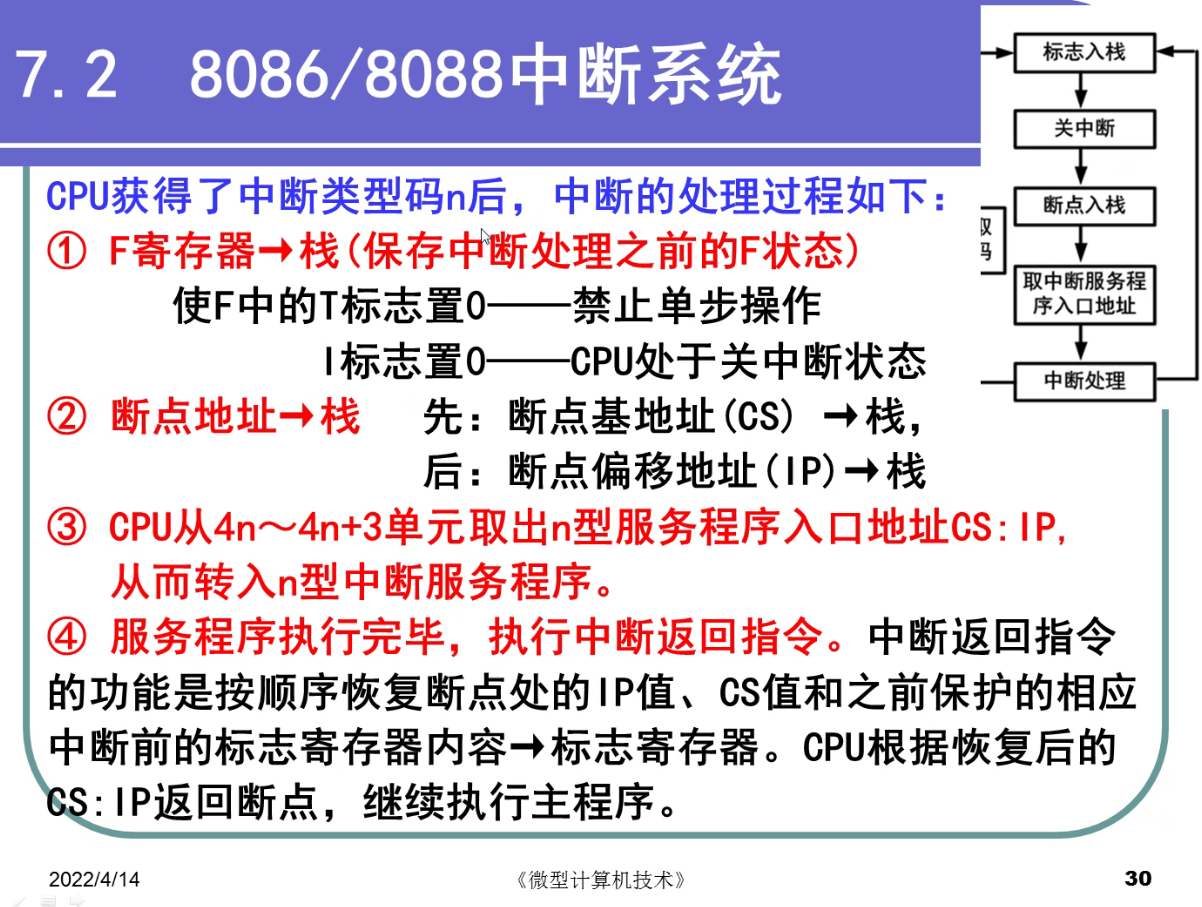 7.2 8086/8088中断系统
标志入栈
关中断
断点入栈
取中断服务程
序入口地址
中断处理
码
CPU获得了中断类型码n后，中断的处理过程如下：
① F寄存器→栈(保存中断处理之前的F状态)
使F中的T标志置0——禁止单步操作
I标志置0——CPU处于关中断状态
② 断点地址→栈 先：断点基地址(CS) →栈，
后：断点偏移地址(IP)→栈
③ CPU从4n～4n+3单元取出n型服务程序入口地址CS:IP,
从而转入n型中断服务程序。
④ 服务程序执行完毕，执行中断返回指令。中断返回指令
的功能是按顺序恢复断点处的IP值、CS值和之前保护的相应
中断前的标志寄存器内容→标志寄存器。CPU根据恢复后的
CS:IP返回断点，继续执行主程序。
2022/4/14
《微型计算机技术》
30